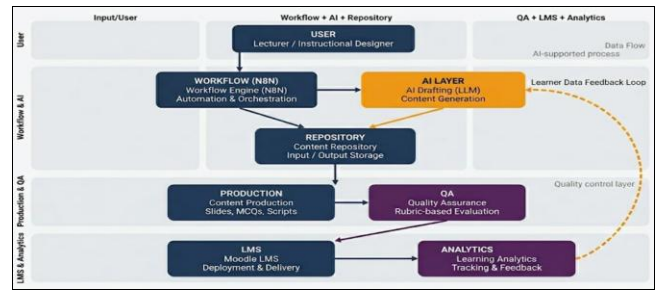 Input/User
Workflow + AI + Repository
QA + LMS + Analytics
User
USER
Lecturer / Instructional Designer
Data Flow
AI-supported process
Workflow & AI
WORKFLOW (N8N)
Workflow Engine (N8N)
Automation & Orchestration
AI LAYER
AI Drafting (LLM)
Content Generation
Learner Data Feedback Loop
REPOSITORY
Content Repository
Input / Output Storage
Production & QA
PRODUCTION
Content Production
Slides, MCQs, Scripts
QA
Quality Assurance
Rubric-based Evaluation
Quality control layer
LMS & Analytics
LMS
Moodle LMS
Deployment & Delivery
ANALYTICS
Learning Analytics
Tracking & Feedback